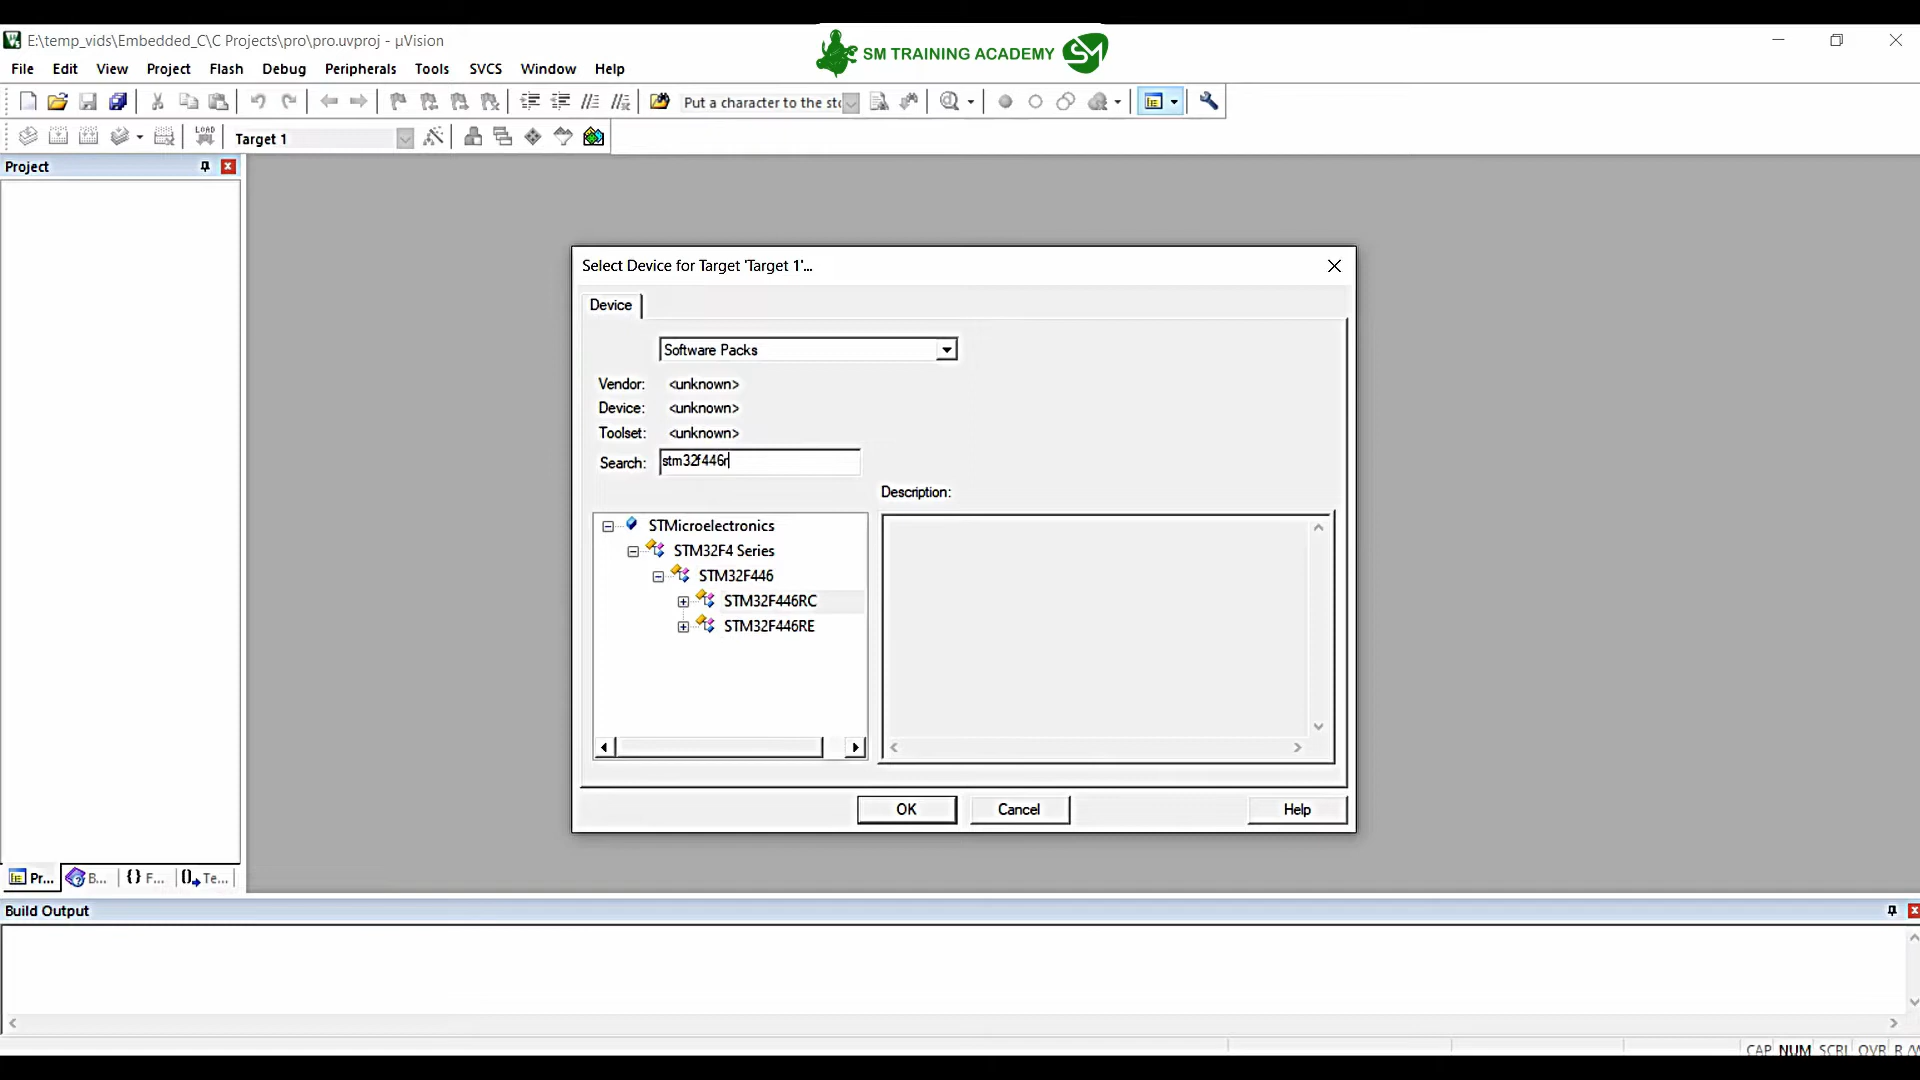 E:\temp_vids\Embedded_C\C Projects\pro\pro.uvproj - µVision
SM TRAINING ACADEMY SM
File Edit View Project Flash Debug Peripherals Tools SVCS Window Help
Put a character to the
LOAD Target 1
Project
Select Device for Target 'Target 1'...
Device
Software Packs
Vendor: <unknown>
Device: <unknown>
Toolset: <unknown>
Search: stm32f446r
Description:
STMicroelectronics
STM32F4 Series
STM32F446
STM32F446RC
STM32F446RE
OK Cancel Help
Pr... B... {} F... Te...
Build Output
CAP NUM SCRL OVR